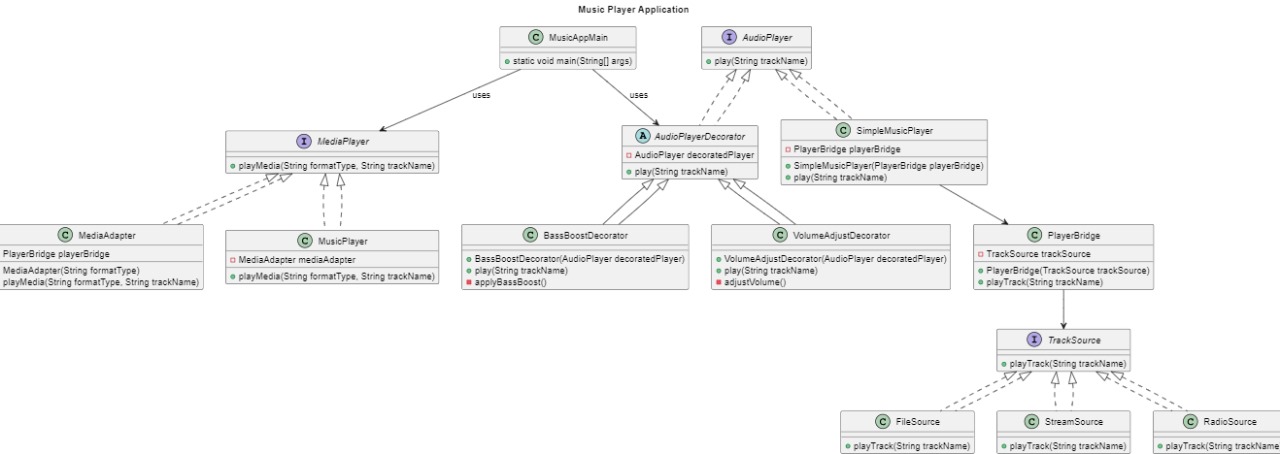 Music Player Application
C MusicAppMain
static void main(String[] args)
I AudioPlayer
play(String trackName)
uses
uses
I MediaPlayer
playMedia(String formatType, String trackName)
A AudioPlayerDecorator
AudioPlayer decoratedPlayer
play(String trackName)
C SimpleMusicPlayer
PlayerBridge playerBridge
SimpleMusicPlayer(PlayerBridge playerBridge)
play(String trackName)
C MediaAdapter
PlayerBridge playerBridge
MediaAdapter(String formatType)
playMedia(String formatType, String trackName)
C MusicPlayer
MediaAdapter mediaAdapter
playMedia(String formatType, String trackName)
C BassBoostDecorator
BassBoostDecorator(AudioPlayer decoratedPlayer)
play(String trackName)
applyBassBoost()
C VolumeAdjustDecorator
VolumeAdjustDecorator(AudioPlayer decoratedPlayer)
play(String trackName)
adjustVolume()
C PlayerBridge
TrackSource trackSource
PlayerBridge(TrackSource trackSource)
playTrack(String trackName)
I TrackSource
playTrack(String trackName)
C FileSource
playTrack(String trackName)
C StreamSource
playTrack(String trackName)
C RadioSource
playTrack(String trackName)